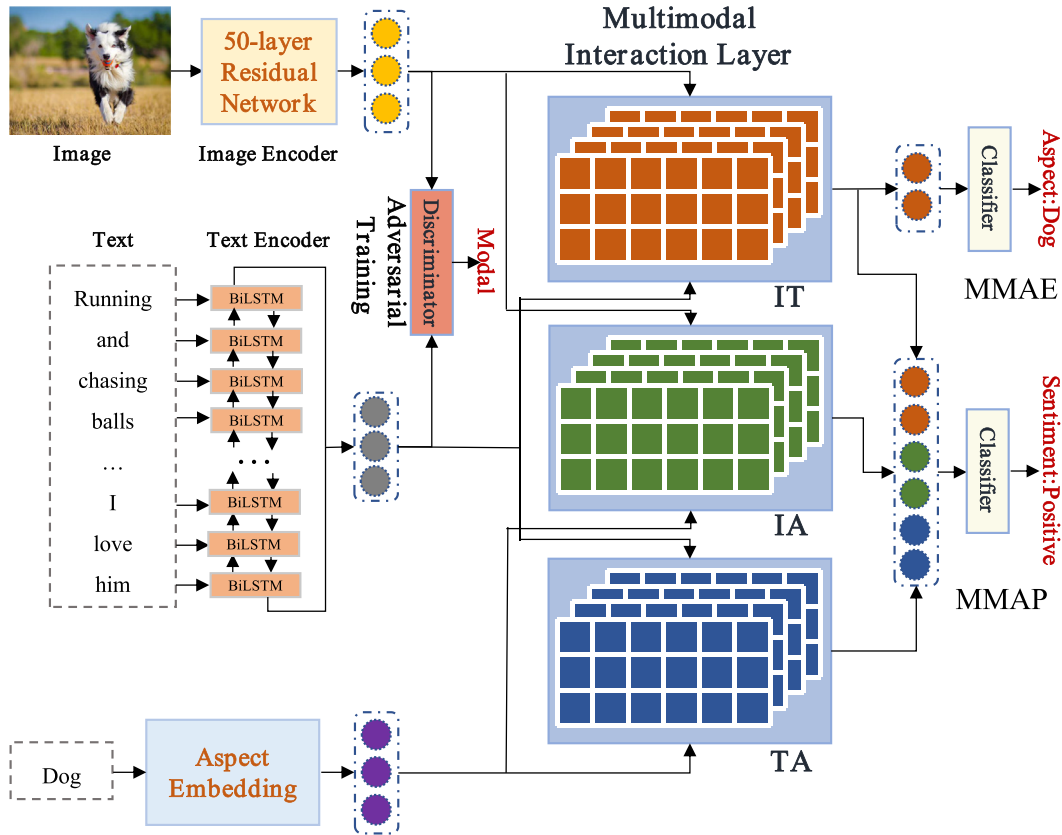 Multimodal
Interaction Layer
50-layer
Residual
Network
Image
Image Encoder
Text
Text Encoder
Running
and
chasing
balls
...
I
love
him
BiLSTM
BiLSTM
BiLSTM
BiLSTM
...
BiLSTM
BiLSTM
BiLSTM
Adversarial
Training
Discriminator
Modal
IT
IA
TA
Classifier
Aspect:Dog
MMAE
Classifier
Sentiment:Positive
MMAP
Dog
Aspect
Embedding